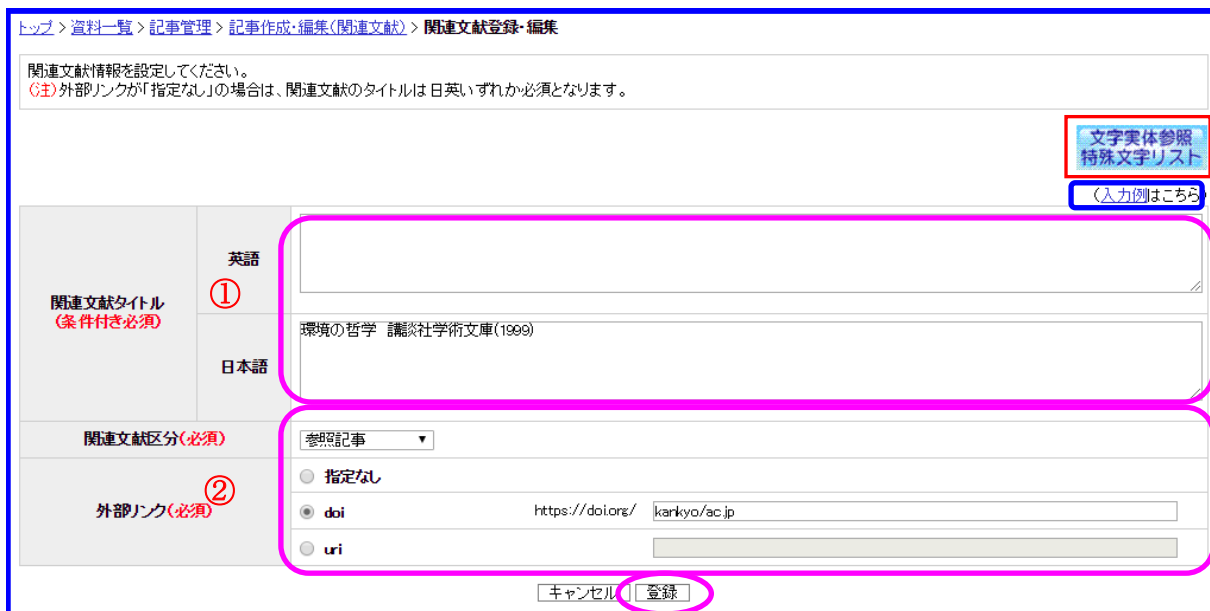 トップ > 資料一覧 > 記事管理 > 記事作成・編集(関連文献) > 関連文献登録・編集
関連文献情報を設定してください。
(注)外部リンクが「指定なし」の場合は、関連文献のタイトルは日英いずれか必須となります。
文字実体参照
特殊文字リスト
(入力例はこちら)
関連文献タイトル
(条件付き必須)
①
英語
日本語
環境の哲学 講談社学術文庫(1999)
関連文献区分(必須)
参照記事
外部リンク(必須)
②
指定なし
doi https://doi.org/ kankyo/ac.jp
uri
キャンセル 登録